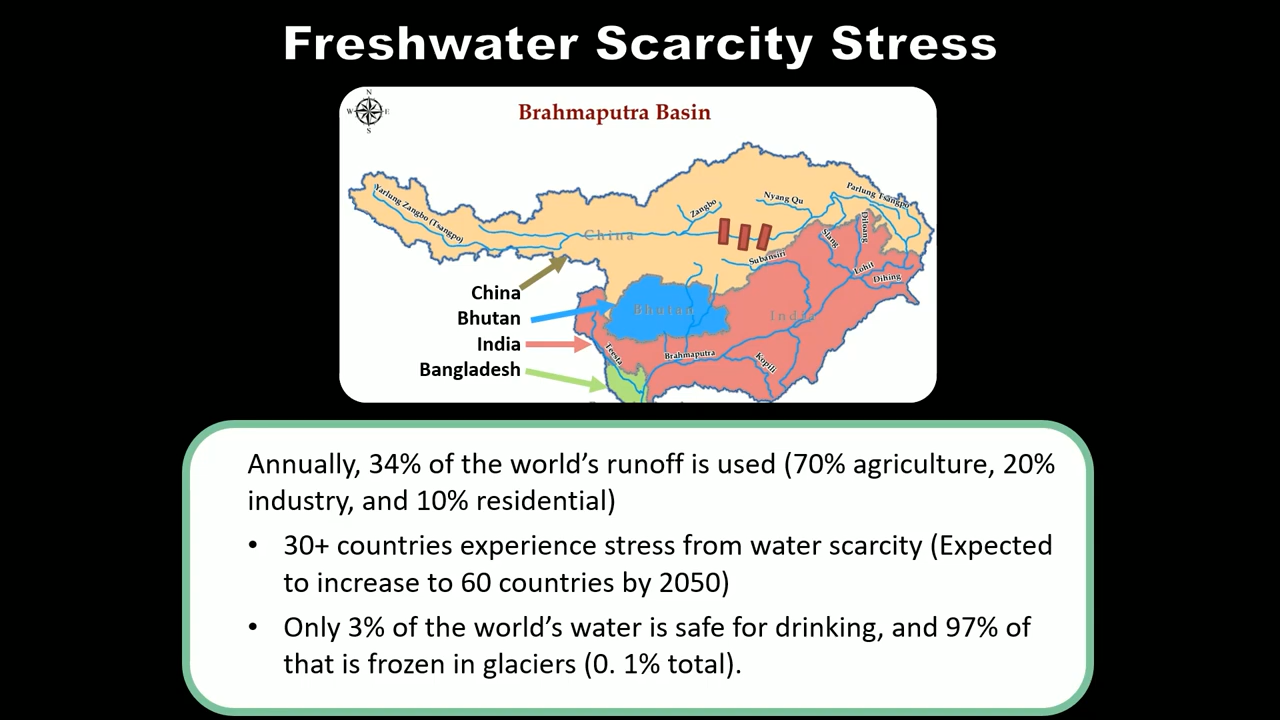 Freshwater Scarcity Stress
N
W E
S
Brahmaputra Basin
Yarlung Zangbo (Tsangpo)
Zangbo
Nyang Qu
Parlung Tsangpo
China
Siang
Dibang
Subansiri
Lohit
Dihing
China
Bhutan
India
Bangladesh
Bhutan
India
Teesta
Brahmaputra
Kopili
Annually, 34% of the world’s runoff is used (70% agriculture, 20%
industry, and 10% residential)
• 30+ countries experience stress from water scarcity (Expected
to increase to 60 countries by 2050)
• Only 3% of the world’s water is safe for drinking, and 97% of
that is frozen in glaciers (0. 1% total).